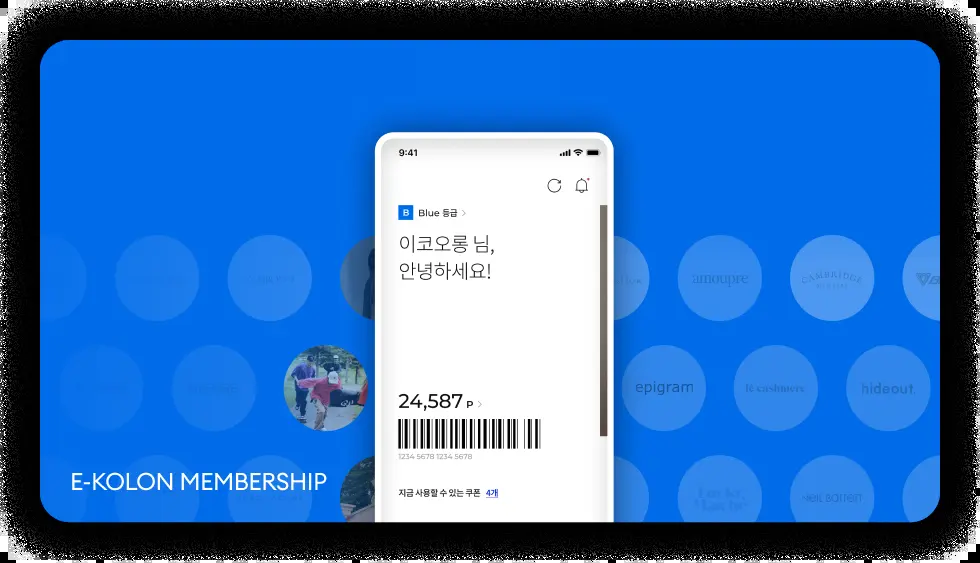 9:41
B Blue 등급
이코오롱 님,
안녕하세요!
amoupre
CAMBRIDGE
24,587 P
epigram
le cashmere
hideout.
1234 5678 1234 5678
E-KOLON MEMBERSHIP
지금 사용할 수 있는 쿠폰 4개